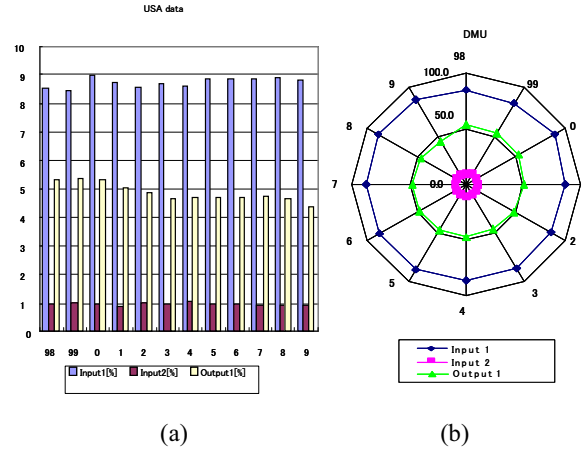 USA data
10
9
8
7
6
5
4
3
2
1
0
98 99 0 1 2 3 4 5 6 7 8 9
Input1[%] Input2[%] Output1[%]
(a)
DMU
98
99
0
2
3
4
5
6
7
8
9
100.0
50.0
0.0
Input 1
Input 2
Output 1
(b)